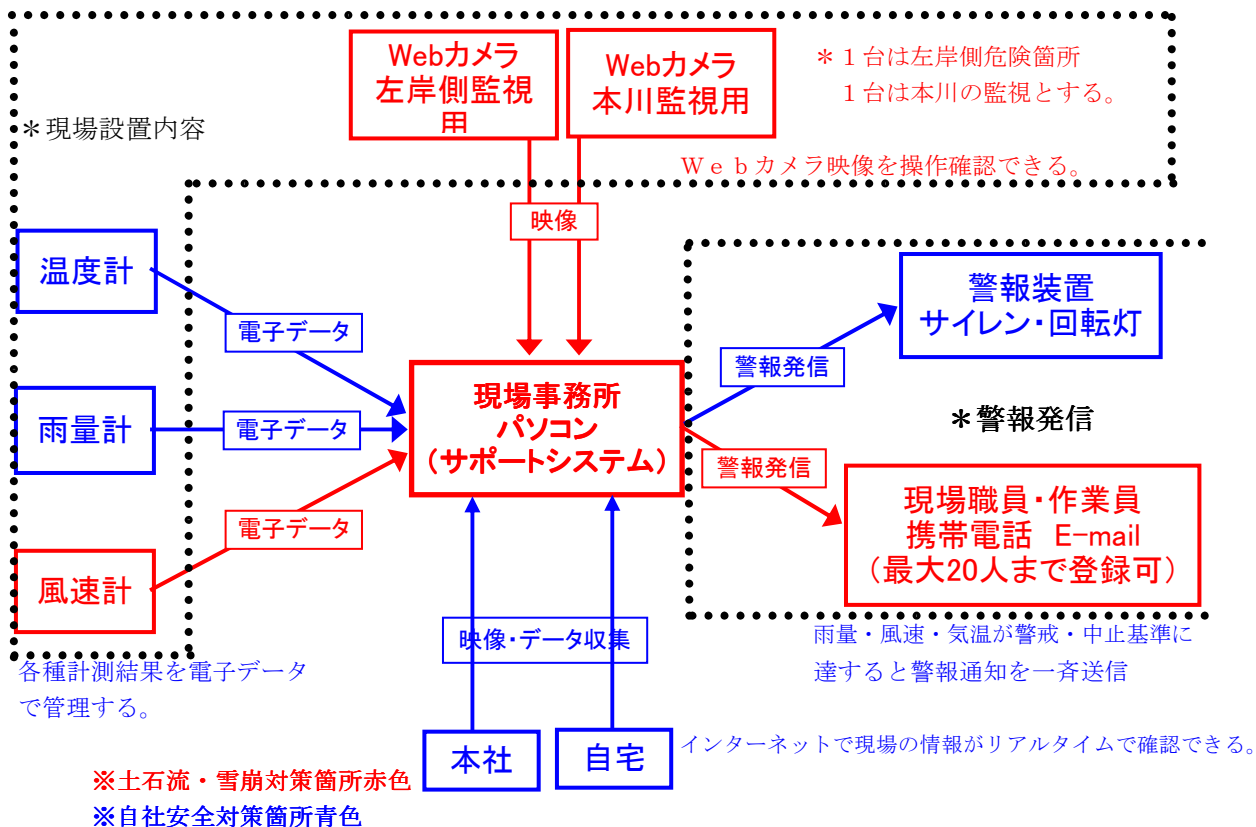 Webカメラ
左岸側監視
用
Webカメラ
本川監視用
＊１台は左岸側危険箇所
１台は本川の監視とする。
＊現場設置内容
Ｗｅｂカメラ映像を操作確認できる。
映像
温度計
電子データ
警報装置
サイレン・回転灯
警報発信
雨量計
電子データ
現場事務所
パソコン
（サポートシステム）
＊警報発信
警報発信
風速計
電子データ
現場職員・作業員
携帯電話　E-mail
（最大20人まで登録可）
映像・データ収集
雨量・風速・気温が警戒・中止基準に
達すると警報通知を一斉送信
各種計測結果を電子データ
で管理する。
本社
自宅
インターネットで現場の情報がリアルタイムで確認できる。
※土石流・雪崩対策箇所赤色
※自社安全対策箇所青色